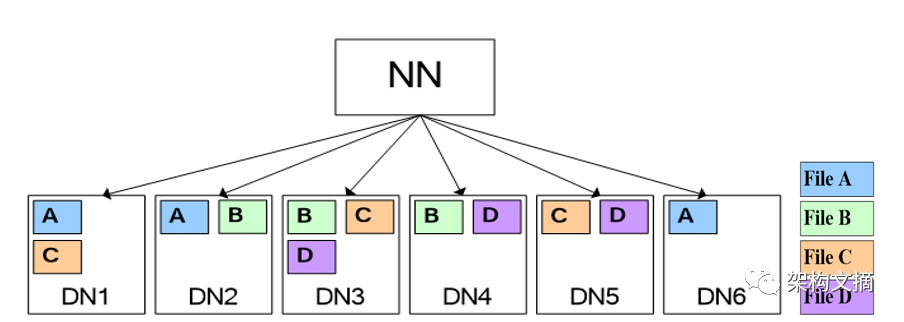 NN
A
C
DN1
A B
DN2
B C
D
DN3
B D
DN4
C D
DN5
A
DN6
File A
File B
File C
File D
架构文摘